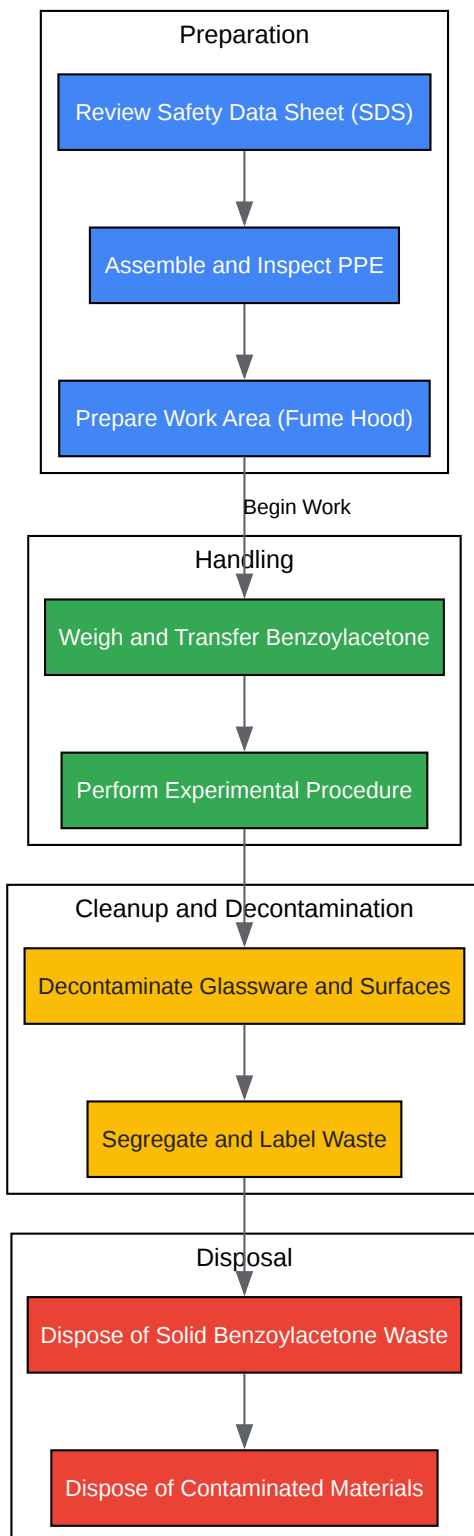 Preparation
Review Safety Data Sheet (SDS)
Assemble and Inspect PPE
Prepare Work Area (Fume Hood)
Begin Work
Handling
Weigh and Transfer Benzoylacetone
Perform Experimental Procedure
Cleanup and Decontamination
Decontaminate Glassware and Surfaces
Segregate and Label Waste
Disposal
Dispose of Solid Benzoylacetone Waste
Dispose of Contaminated Materials